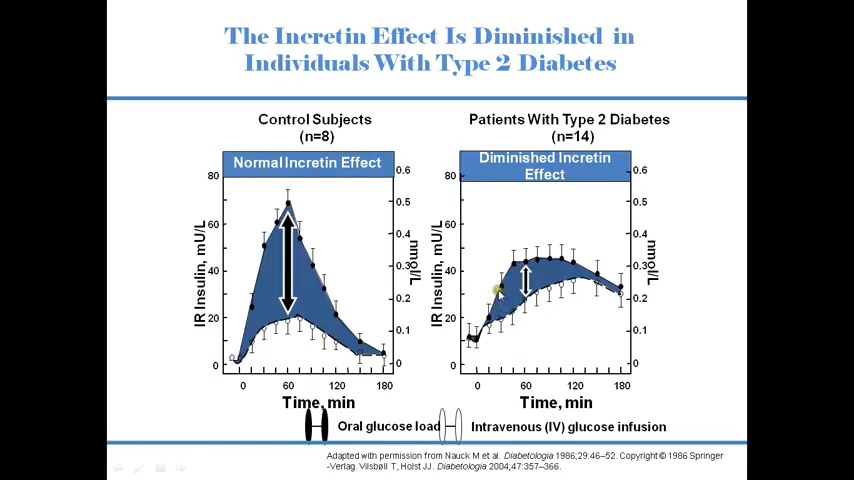 The Incretin Effect Is Diminished in
Individuals With Type 2 Diabetes
Control Subjects
(n=8)
Normal Incretin Effect
80
60
40
20
0
IR Insulin, mU/L
0.6
0.5
0.4
0.3
0.2
0.1
0
nmol/L
0 60 120 180
Time, min
Patients With Type 2 Diabetes
(n=14)
Diminished Incretin
Effect
80
60
40
20
0
IR Insulin, mU/L
0.6
0.5
0.4
0.3
0.2
0.1
0
nmol/L
0 60 120 180
Time, min
Oral glucose load
Intravenous (IV) glucose infusion
Adapted with permission from Nauck M et al. Diabetologia 1986;29:46–52. Copyright © 1986 Springer
-Verlag. Vilsbøll T, Holst JJ. Diabetologia 2004;47:357–366.